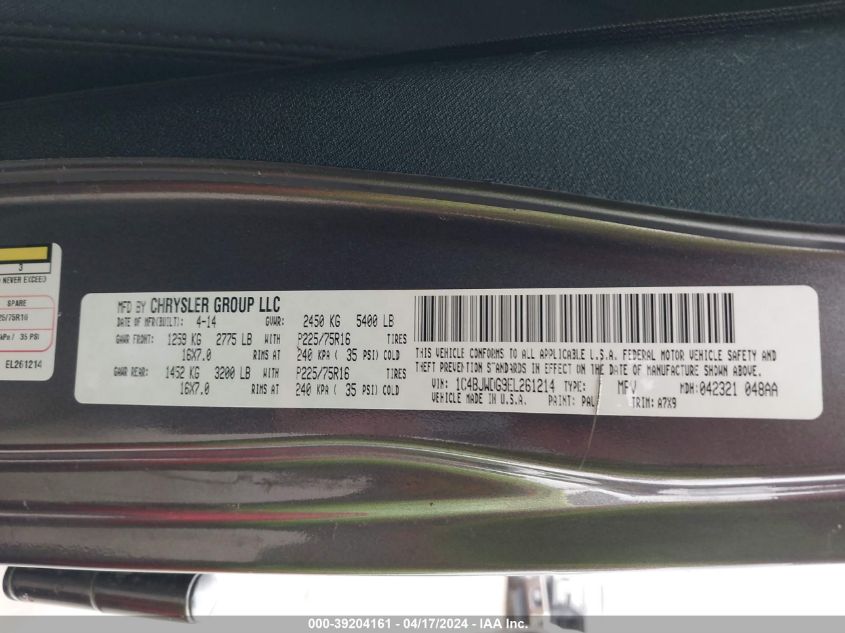 3
NEVER EXCEED)
SPARE
25/75R16
kPa/ 35 PSI
EL261214
MFD BY CHRYSLER GROUP LLC
DATE OF MFR(BUILT): 4-14 GVWR: 2450 KG 5400 LB
GAWR FRONT: 1259 KG 2775 LB WITH P225/75R16 TIRES
16X7.0 RIMS AT 240 KPA ( 35 PSI) COLD
GAWR REAR: 1452 KG 3200 LB WITH P225/75R16 TIRES
16X7.0 RIMS AT 240 KPA ( 35 PSI) COLD
THIS VEHICLE CONFORMS TO ALL APPLICABLE U.S.A. FEDERAL MOTOR VEHICLE SAFETY AND
THEFT PREVENTION STANDARDS IN EFFECT ON THE DATE OF MANUFACTURE SHOWN ABOVE.
VIN: 1C4BJWDG3EL261214 TYPE: MPV MDH: 042321 048AA
VEHICLE MADE IN U.S.A. PAINT: PAL TRIM: A7X9
000-39204161 - 04/17/2024 - IAA Inc.